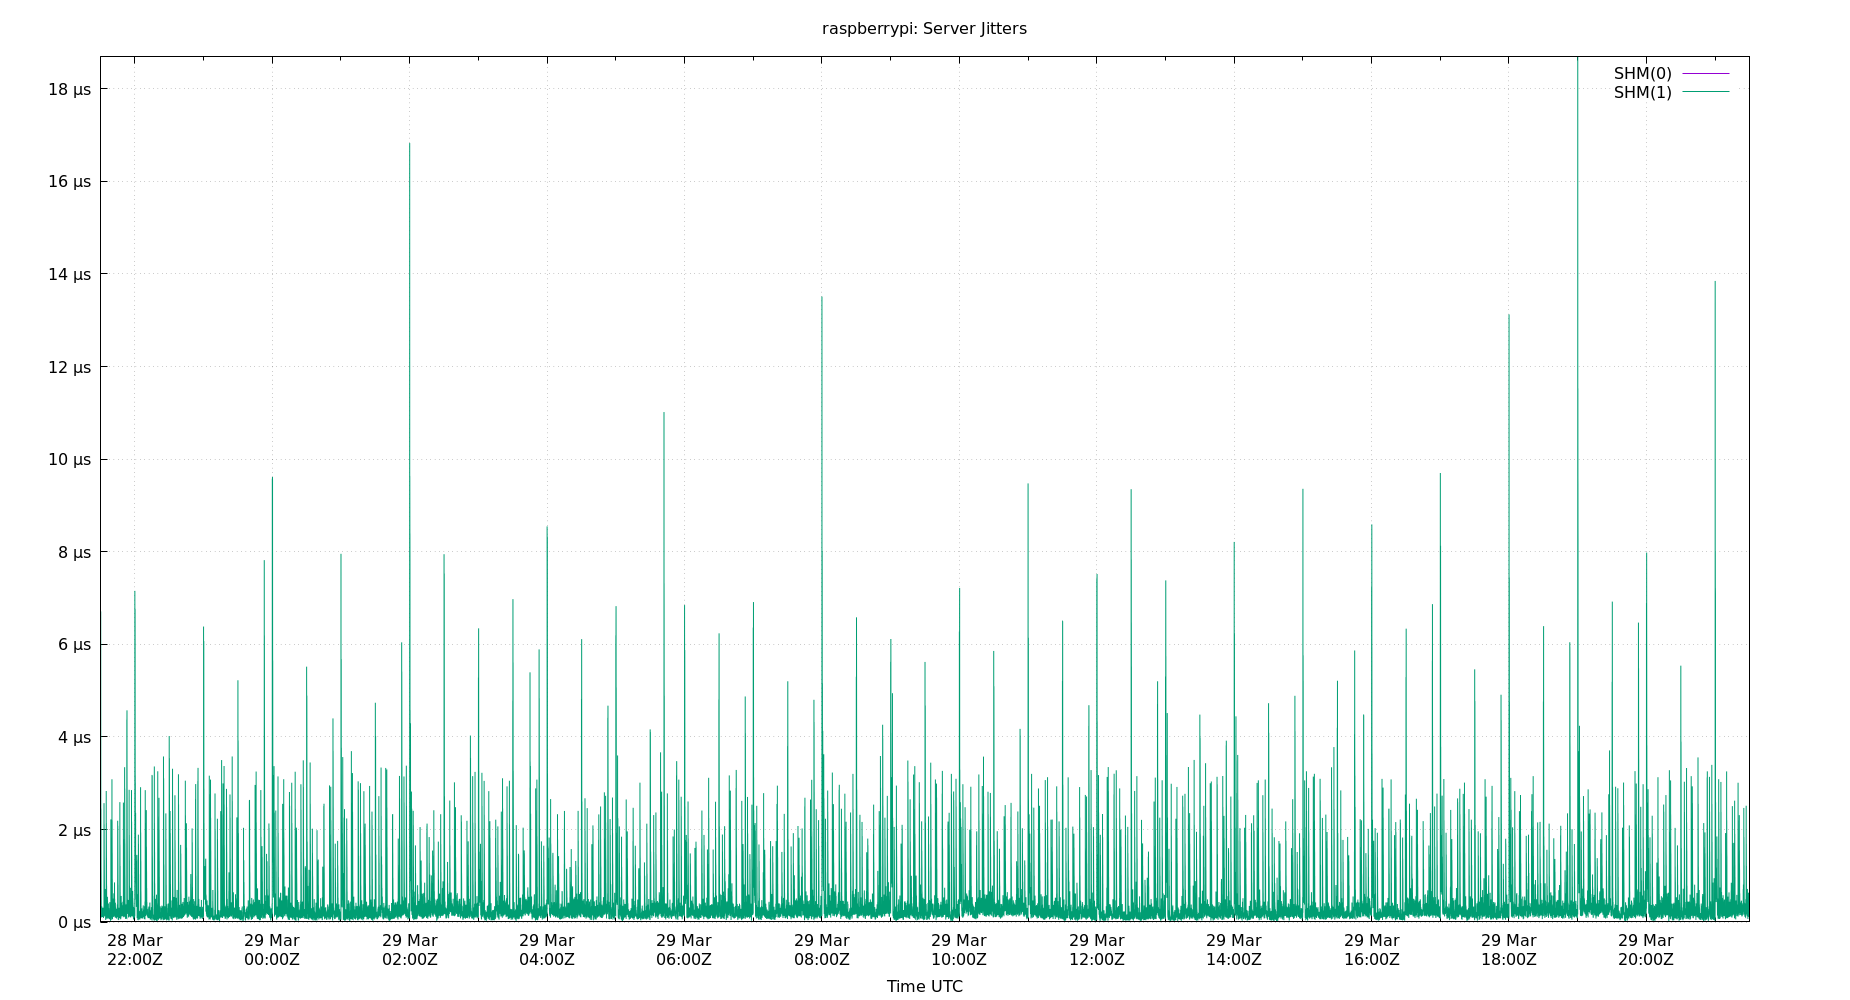 raspberrypi: Server Jitters
SHM(0)
SHM(1)
18 µs
16 µs
14 µs
12 µs
10 µs
8 µs
6 µs
4 µs
2 µs
0 µs
28 Mar 29 Mar 29 Mar 29 Mar 29 Mar 29 Mar 29 Mar 29 Mar 29 Mar 29 Mar 29 Mar 29 Mar
22:00Z 00:00Z 02:00Z 04:00Z 06:00Z 08:00Z 10:00Z 12:00Z 14:00Z 16:00Z 18:00Z 20:00Z
Time UTC